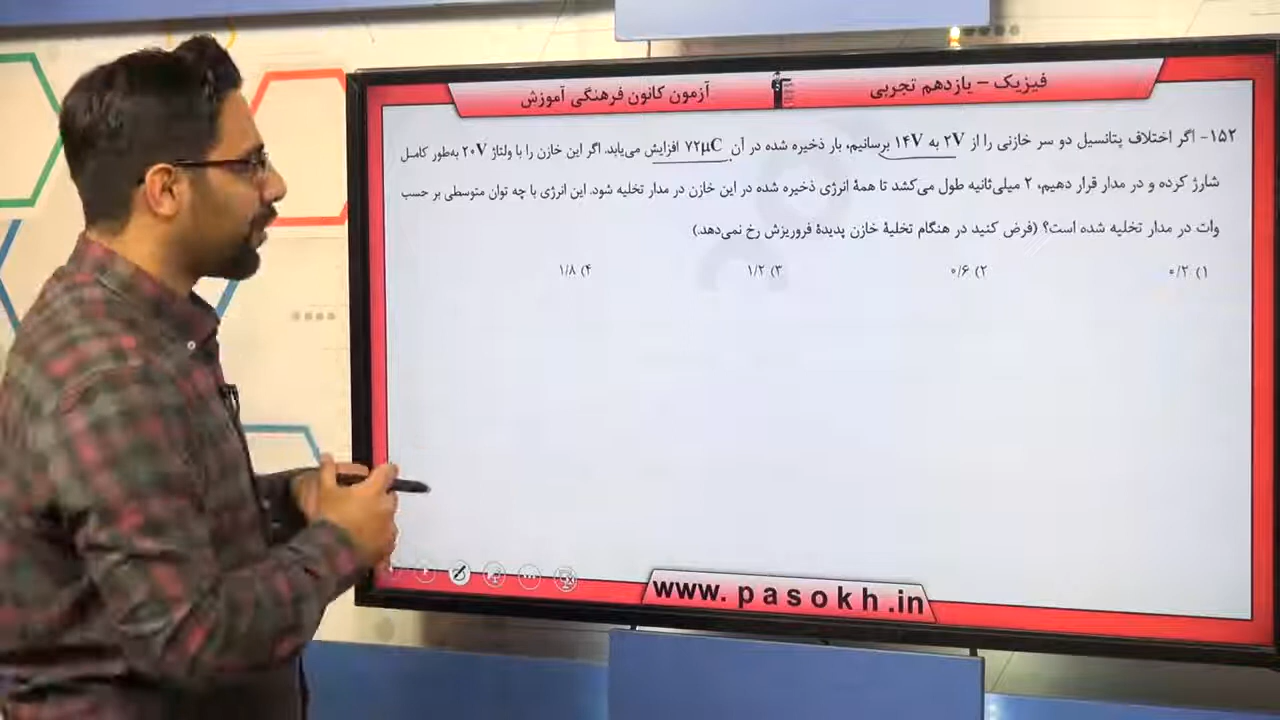 آزمون کانون فرهنگی آموزش
فیزیک – یازدهم تجربی
۱۵۲- اگر اختلاف پتانسیل دو سر خازنی را از ۲V به ۱۴V برسانیم، بار ذخیره شده در آن ۷۲μC افزایش می‌یابد. اگر این خازن را با ولتاژ ۲۰V به‌طور کامل
شارژ کرده و در مدار قرار دهیم، ۲ میلی‌ثانیه طول می‌کشد تا همهٔ انرژی ذخیره شده در این خازن در مدار تخلیه شود. این انرژی با چه توان متوسطی بر حسب
وات در مدار تخلیه شده است؟ (فرض کنید در هنگام تخلیهٔ خازن پدیدهٔ فروریزش رخ نمی‌دهد.)
۱) ۰/۲ ۲) ۰/۶ ۳) ۱/۲ ۴) ۱/۸
www.pasokh.in